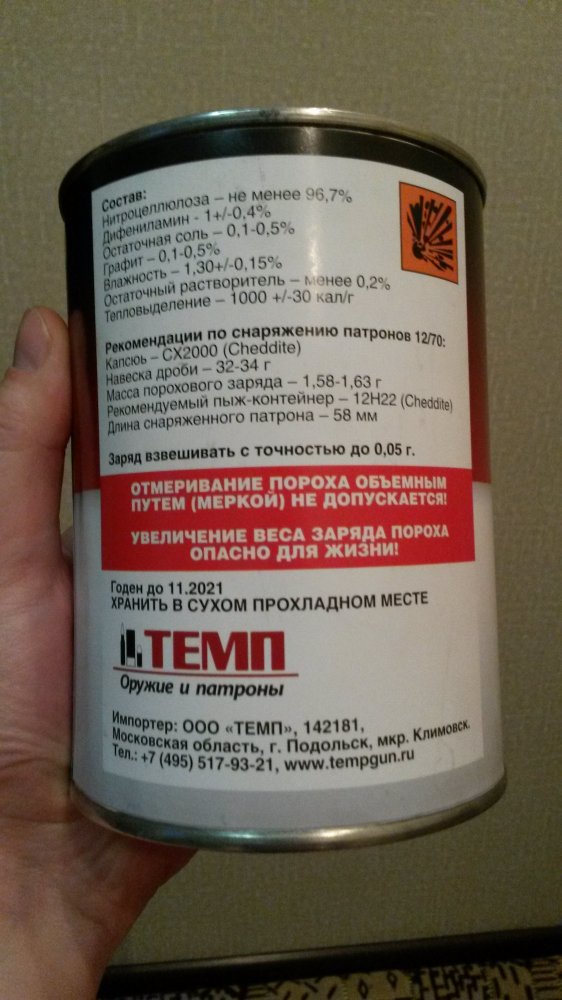 Состав:
Нитроцеллюлоза – не менее 96,7%
Дифениламин - 1+/-0,4%
Остаточная соль – 0,1-0,5%
Графит – 0,1-0,5%
Влажность – 1,30+/-0,15%
Остаточный растворитель – менее 0,2%
Тепловыделение – 1000 +/-30 кал/г
Рекомендации по снаряжению патронов 12/70:
Капсюь – CX2000 (Cheddite)
Навеска дроби – 32-34 г
Масса порохового заряда – 1,58-1,63 г
Рекомендуемый пыж-контейнер – 12H22 (Cheddite)
Длина снаряженного патрона – 58 мм
Заряд взвешивать с точностью до 0,05 г.
ОТМЕРИВАНИЕ ПОРОХА ОБЪЕМНЫМ
ПУТЕМ (МЕРКОЙ) НЕ ДОПУСКАЕТСЯ!
УВЕЛИЧЕНИЕ ВЕСА ЗАРЯДА ПОРОХА
ОПАСНО ДЛЯ ЖИЗНИ!
Годен до 11.2021
ХРАНИТЬ В СУХОМ ПРОХЛАДНОМ МЕСТЕ
ТЕМП
Оружие и патроны
Импортер: ООО «ТЕМП», 142181,
Московская область, г. Подольск, мкр. Климовск.
Тел.: +7 (495) 517-93-21, www.tempgun.ru